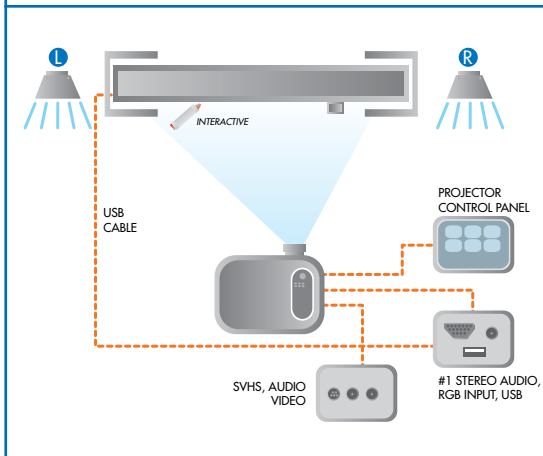 L
R
INTERACTIVE
USB
CABLE
PROJECTOR
CONTROL PANEL
SVHS, AUDIO
VIDEO
#1 STEREO AUDIO,
RGB INPUT, USB